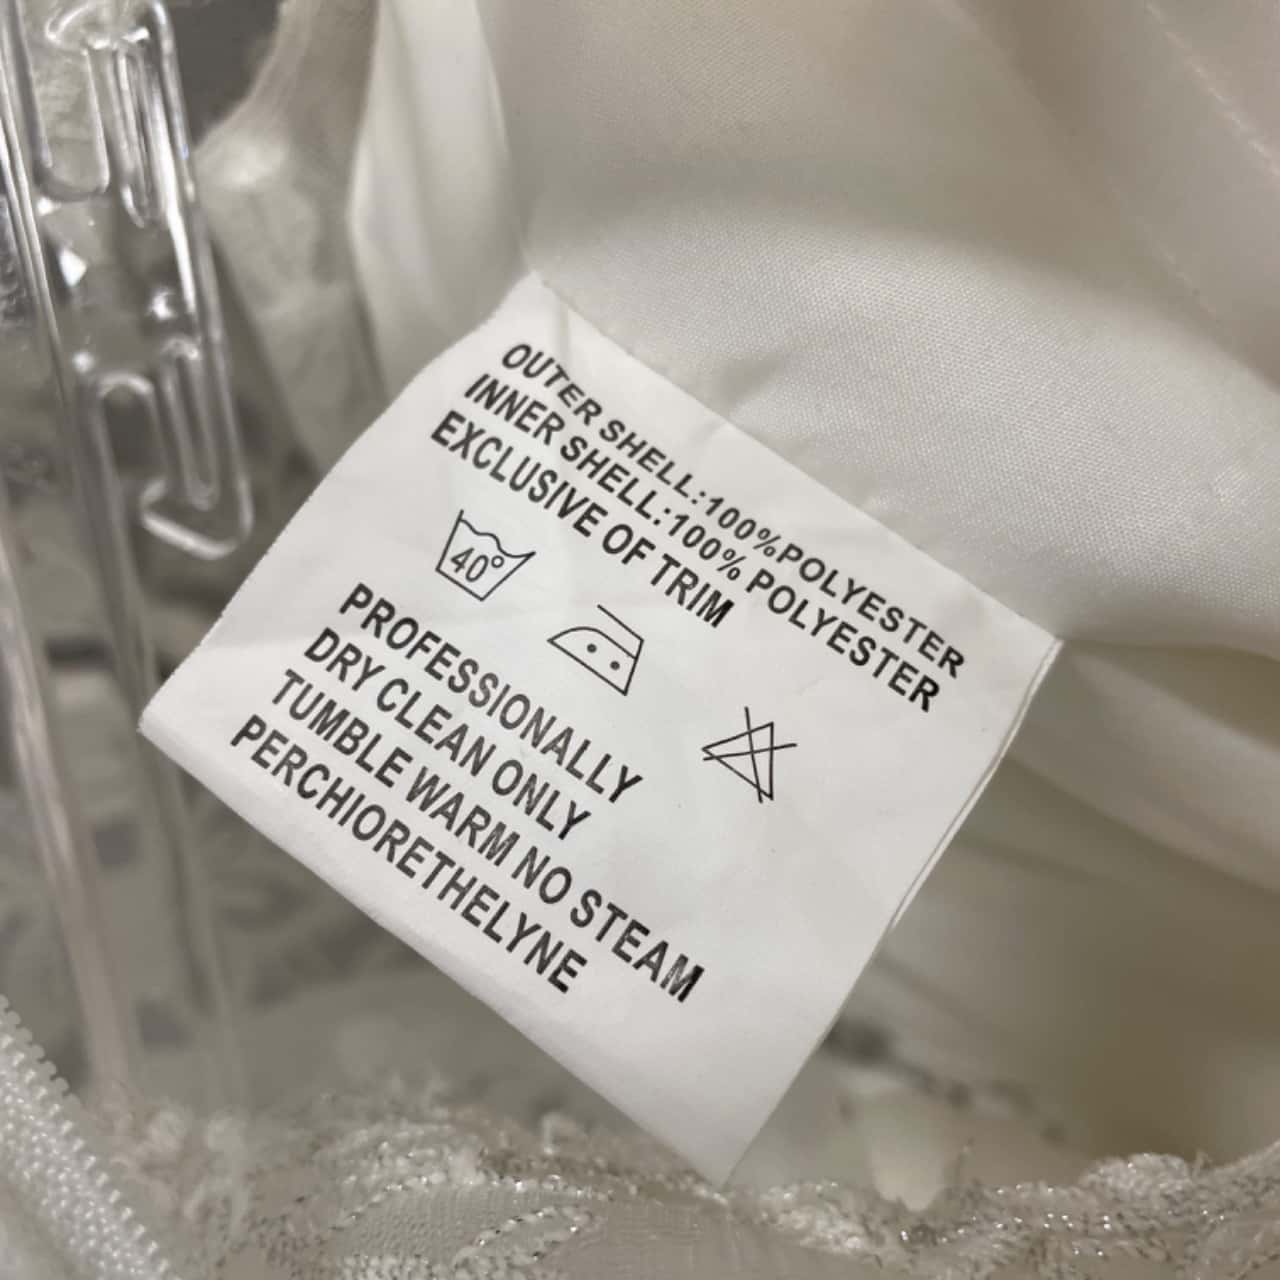 OUTER SHELL:100%POLYESTER
INNER SHELL:100% POLYESTER
EXCLUSIVE OF TRIM
40°
PROFESSIONALLY
DRY CLEAN ONLY
TUMBLE WARM NO STEAM
PERCHIORETHELYNE